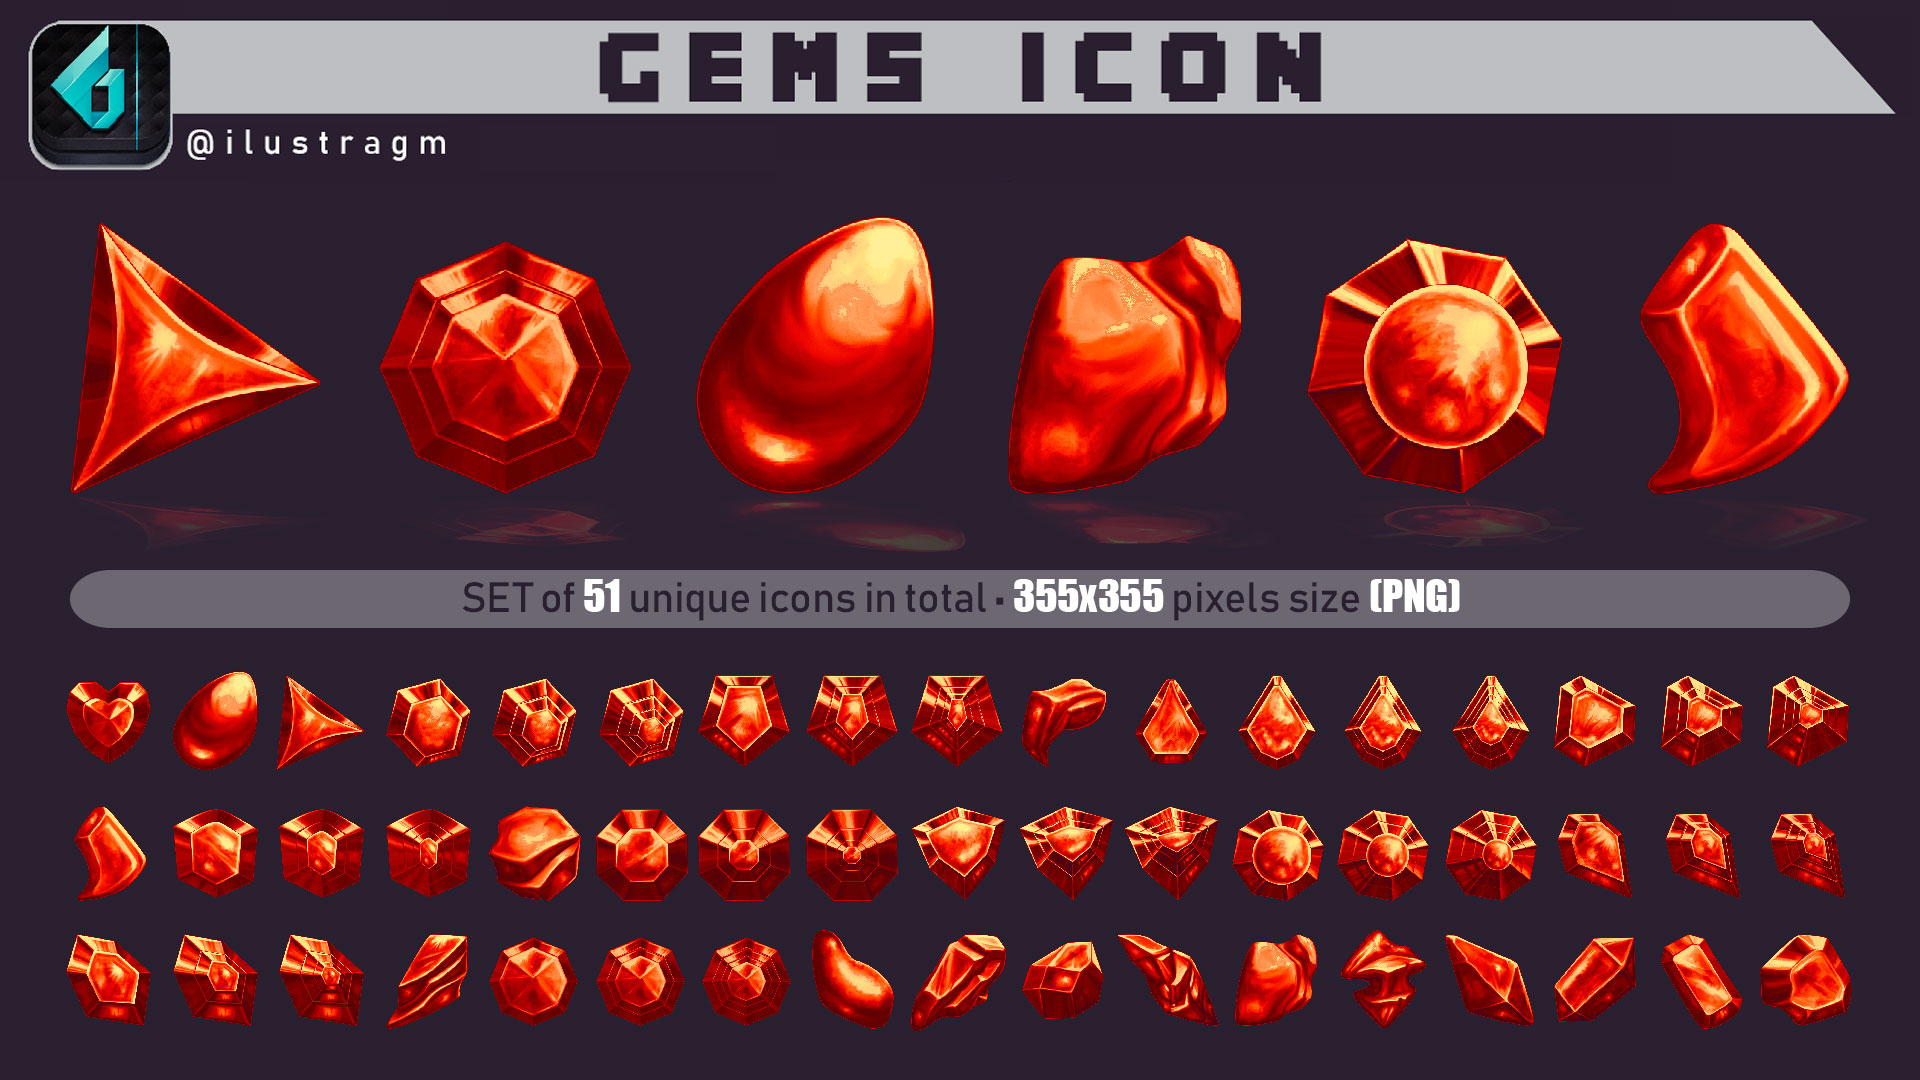 GEMS ICON
@ilustragm
SET of 51 unique icons in total · 355x355 pixels size (PNG)